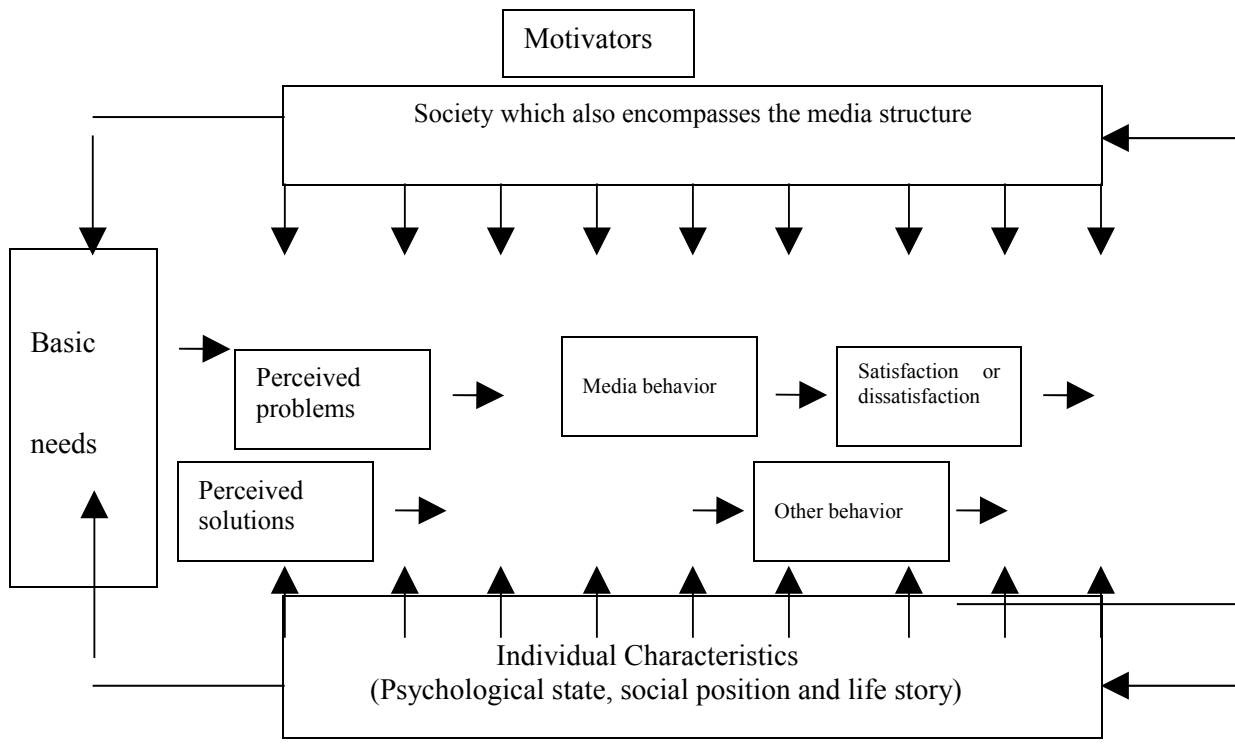 Motivators
Society which also encompasses the media structure
Basic
needs
Perceived
problems
Media behavior
Satisfaction or
dissatisfaction
Perceived
solutions
Other behavior
Individual Characteristics
(Psychological state, social position and life story)